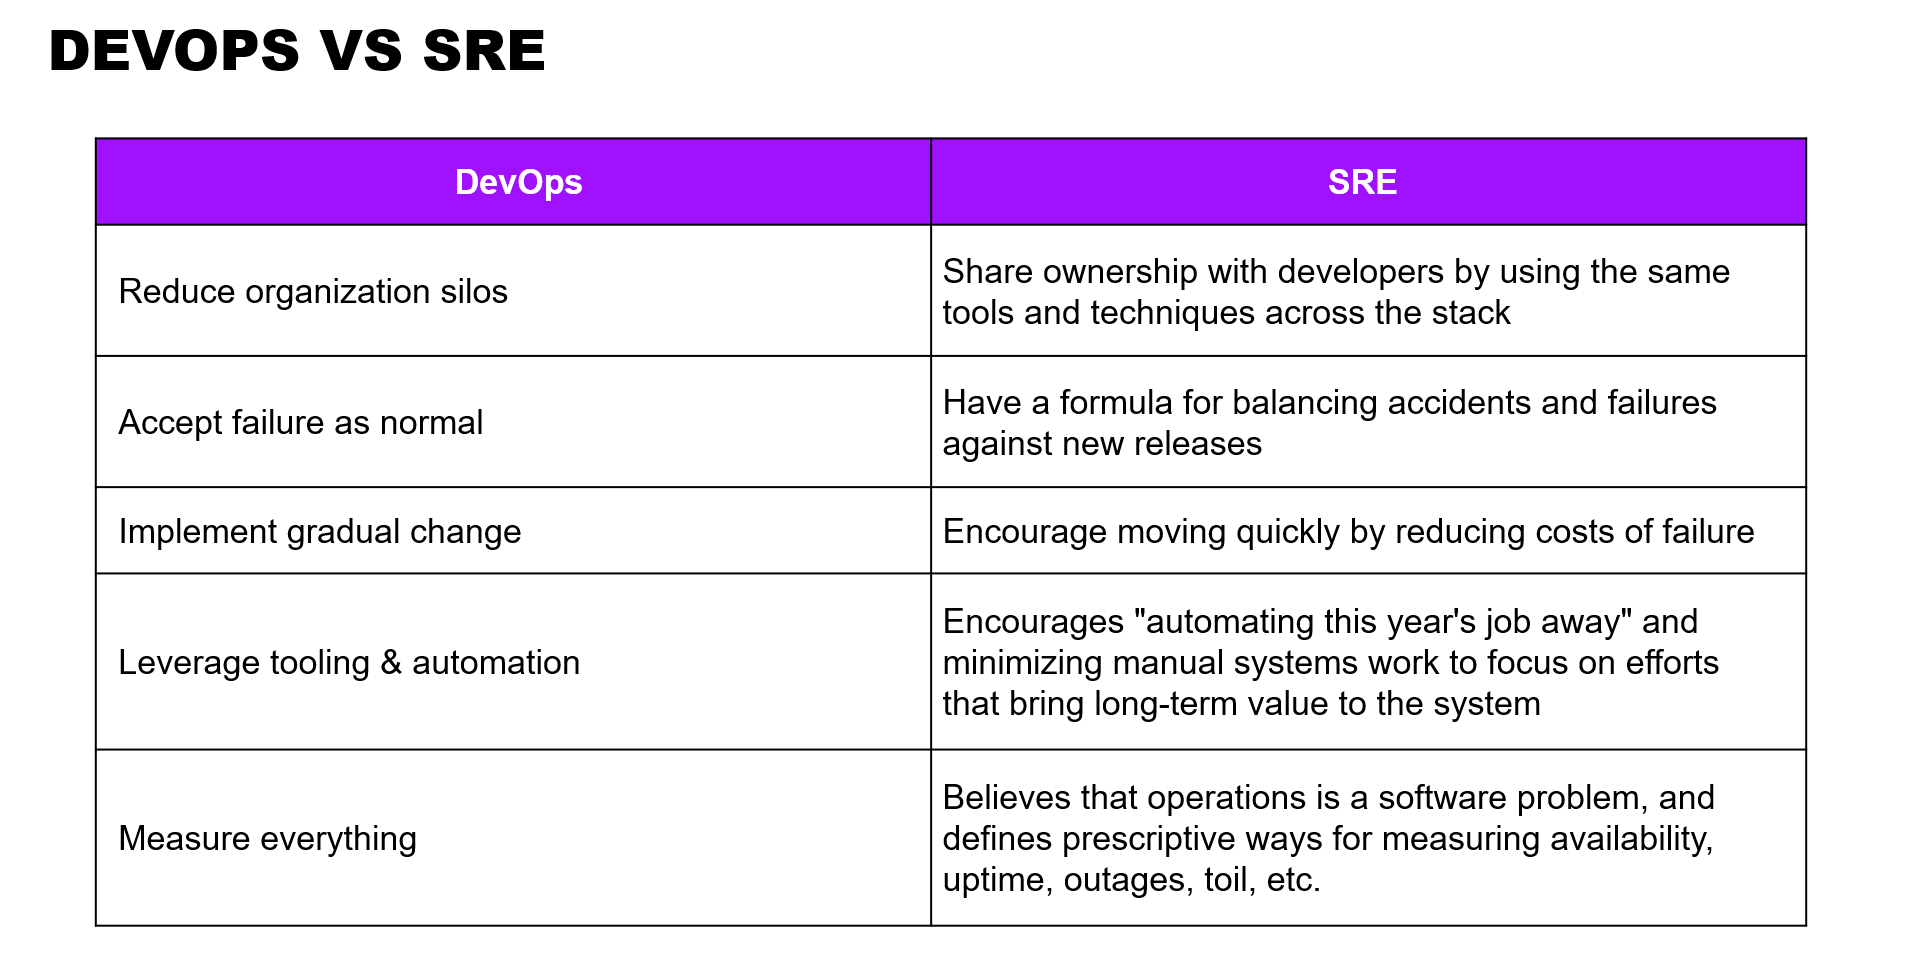 DEVOPS VS SRE
DevOps
SRE
Reduce organization silos
Share ownership with developers by using the same
tools and techniques across the stack
Accept failure as normal
Have a formula for balancing accidents and failures
against new releases
Implement gradual change
Encourage moving quickly by reducing costs of failure
Leverage tooling & automation
Encourages "automating this year's job away" and
minimizing manual systems work to focus on efforts
that bring long-term value to the system
Measure everything
Believes that operations is a software problem, and
defines prescriptive ways for measuring availability,
uptime, outages, toil, etc.